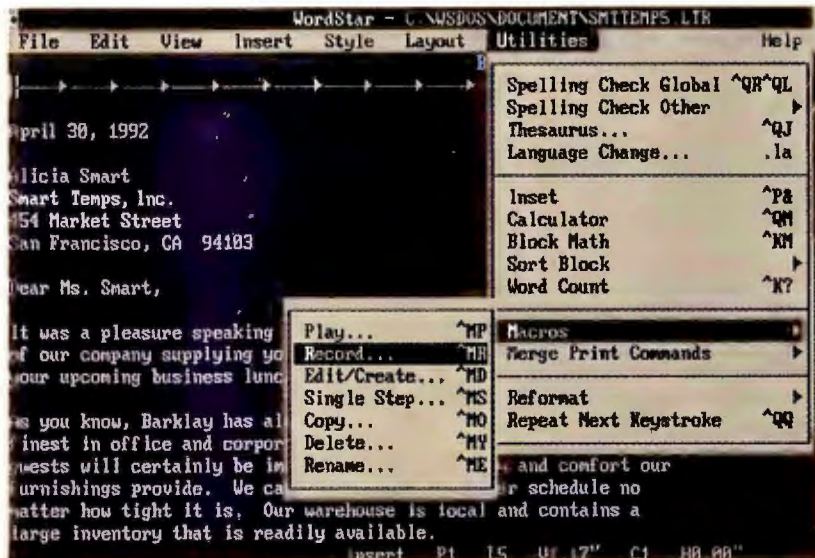 WordStar - C:\WSDOS\DOCUMENT\SMTTEMPS.LTR
File Edit View Insert Style Layout Utilities Help
Spelling Check Global ^QR^QL
Spelling Check Other
Thesaurus... ^QJ
Language Change... .la
Inset ^P&
Calculator ^QM
Block Math ^KM
Sort Block
Word Count ^K?
Macros
Merge Print Commands
Reformat
Repeat Next Keystroke ^QQ
Play... ^MP
Record... ^MR
Edit/Create... ^MD
Single Step... ^MS
Copy... ^MO
Delete... ^MY
Rename... ^ME
April 30, 1992
Alicia Smart
Smart Temps, Inc.
454 Market Street
San Francisco, CA 94103
Dear Ms. Smart,
It was a pleasure speaking
of our company supplying yo
your upcoming business lunc
As you know, Barklay has al
finest in office and corpor
guests will certainly be im and comfort our
furnishings provide. We ca r schedule no
matter how tight it is. Our warehouse is local and contains a
large inventory that is readily available.
Insert P1 L5 C1 H0.00"